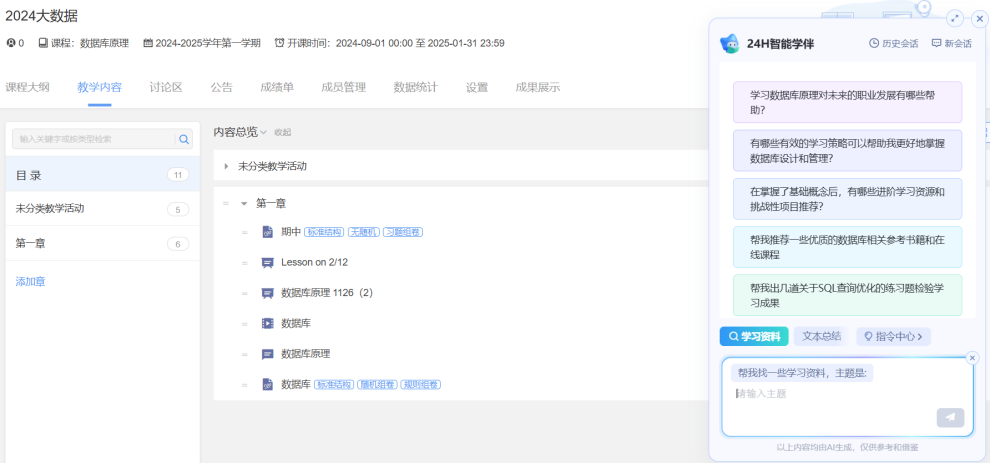 2024大数据
0 课程：数据库原理 2024-2025学年第一学期 开课时间：2024-09-01 00:00 至 2025-01-31 23:59
课程大纲 教学内容 讨论区 公告 成绩单 成员管理 数据统计 设置 成果展示
输入关键字或按类型检索
目录 11
未分类教学活动 5
第一章 6
添加章
内容总览 收起
未分类教学活动
第一章
期中 标准结构 无随机 习题组卷
Lesson on 2/12
数据库原理 1126（2）
数据库
数据库原理
数据库 标准结构 随机组卷 规则组卷
24H智能学伴 历史会话 新会话
学习数据库原理对未来的职业发展有哪些帮
助?
有哪些有效的学习策略可以帮助我更好地掌握
数据库设计和管理?
在掌握了基础概念后，有哪些进阶学习资源和
挑战性项目推荐?
帮我推荐一些优质的数据库相关参考书籍和在
线课程
帮我出几道关于SQL查询优化的练习题检验学
习成果
学习资料 文本总结 指令中心
帮我找一些学习资料，主题是:
请输入主题
以上内容均由AI生成，仅供参考和借鉴